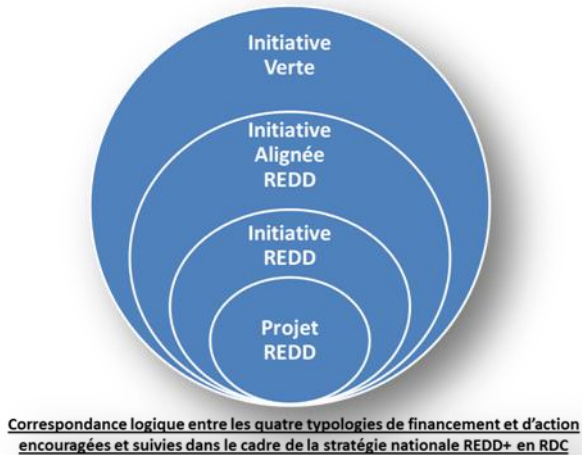 Initiative
Verte
Initiative
Alignée
REDD
Initiative
REDD
Projet
REDD
Correspondance logique entre les quatre typologies de financement et d’action
encouragées et suivies dans le cadre de la stratégie nationale REDD+ en RDC